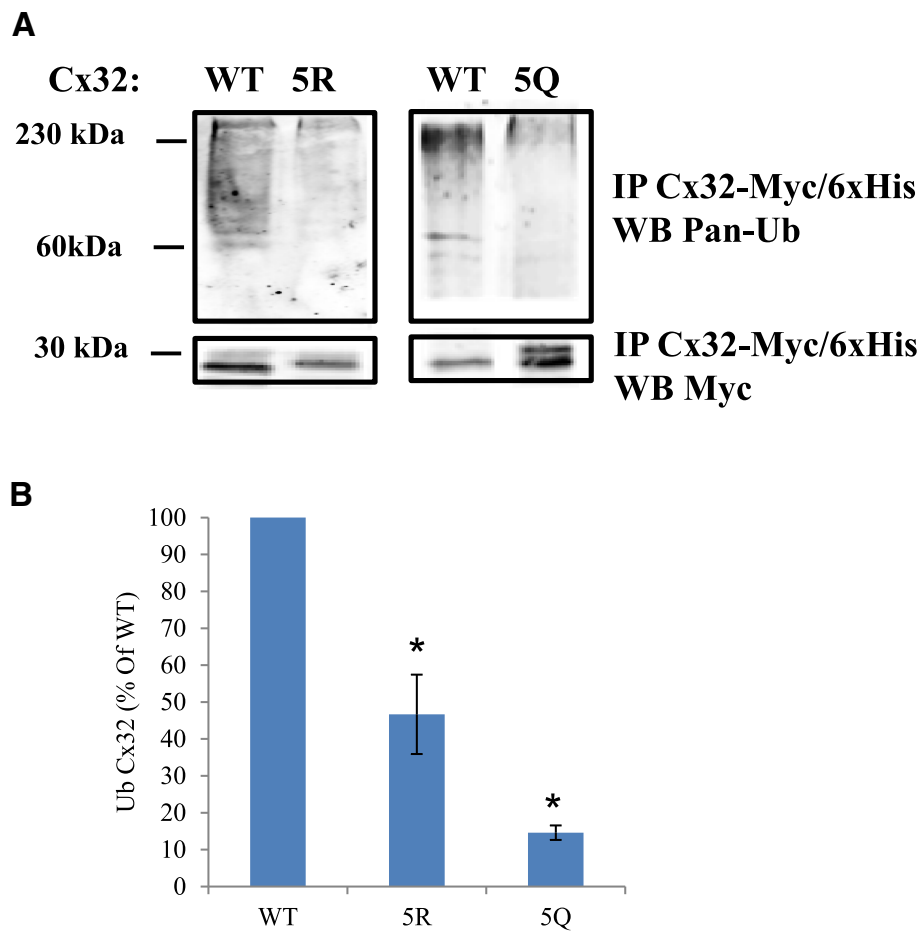 A
Cx32: WT 5R WT 5Q
230 kDa
60kDa
IP Cx32-Myc/6xHis
WB Pan-Ub
30 kDa
IP Cx32-Myc/6xHis
WB Myc
B
Ub Cx32 (% Of WT)
100
90
80
70
60
50
40
30
20
10
0
*
*
WT 5R 5Q